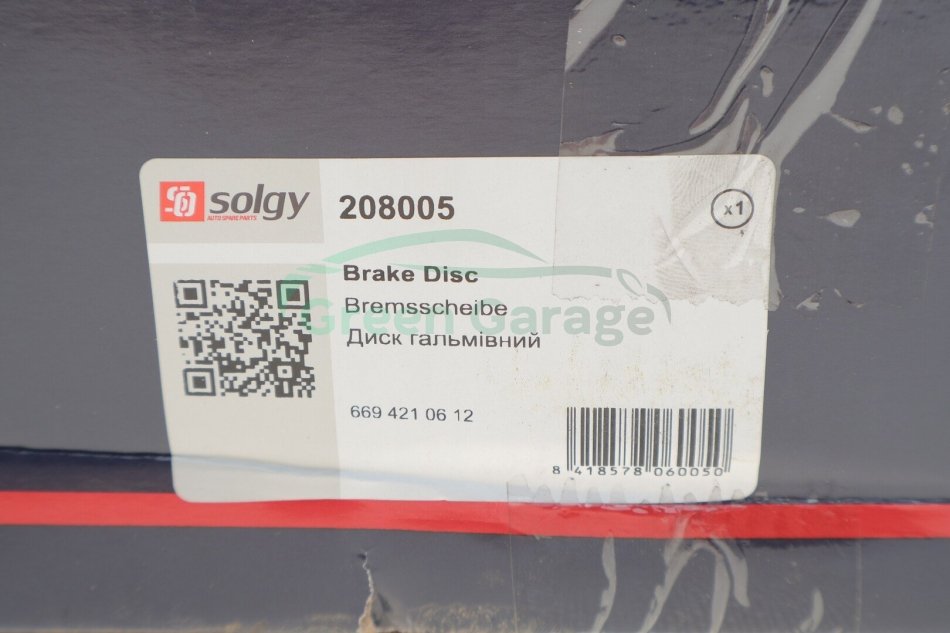 solgy
AUTO SPARE PARTS
208005
x1
Brake Disc
Bremsscheibe
Диск гальмівний
Green Garage
669 421 06 12
8 418578 060050